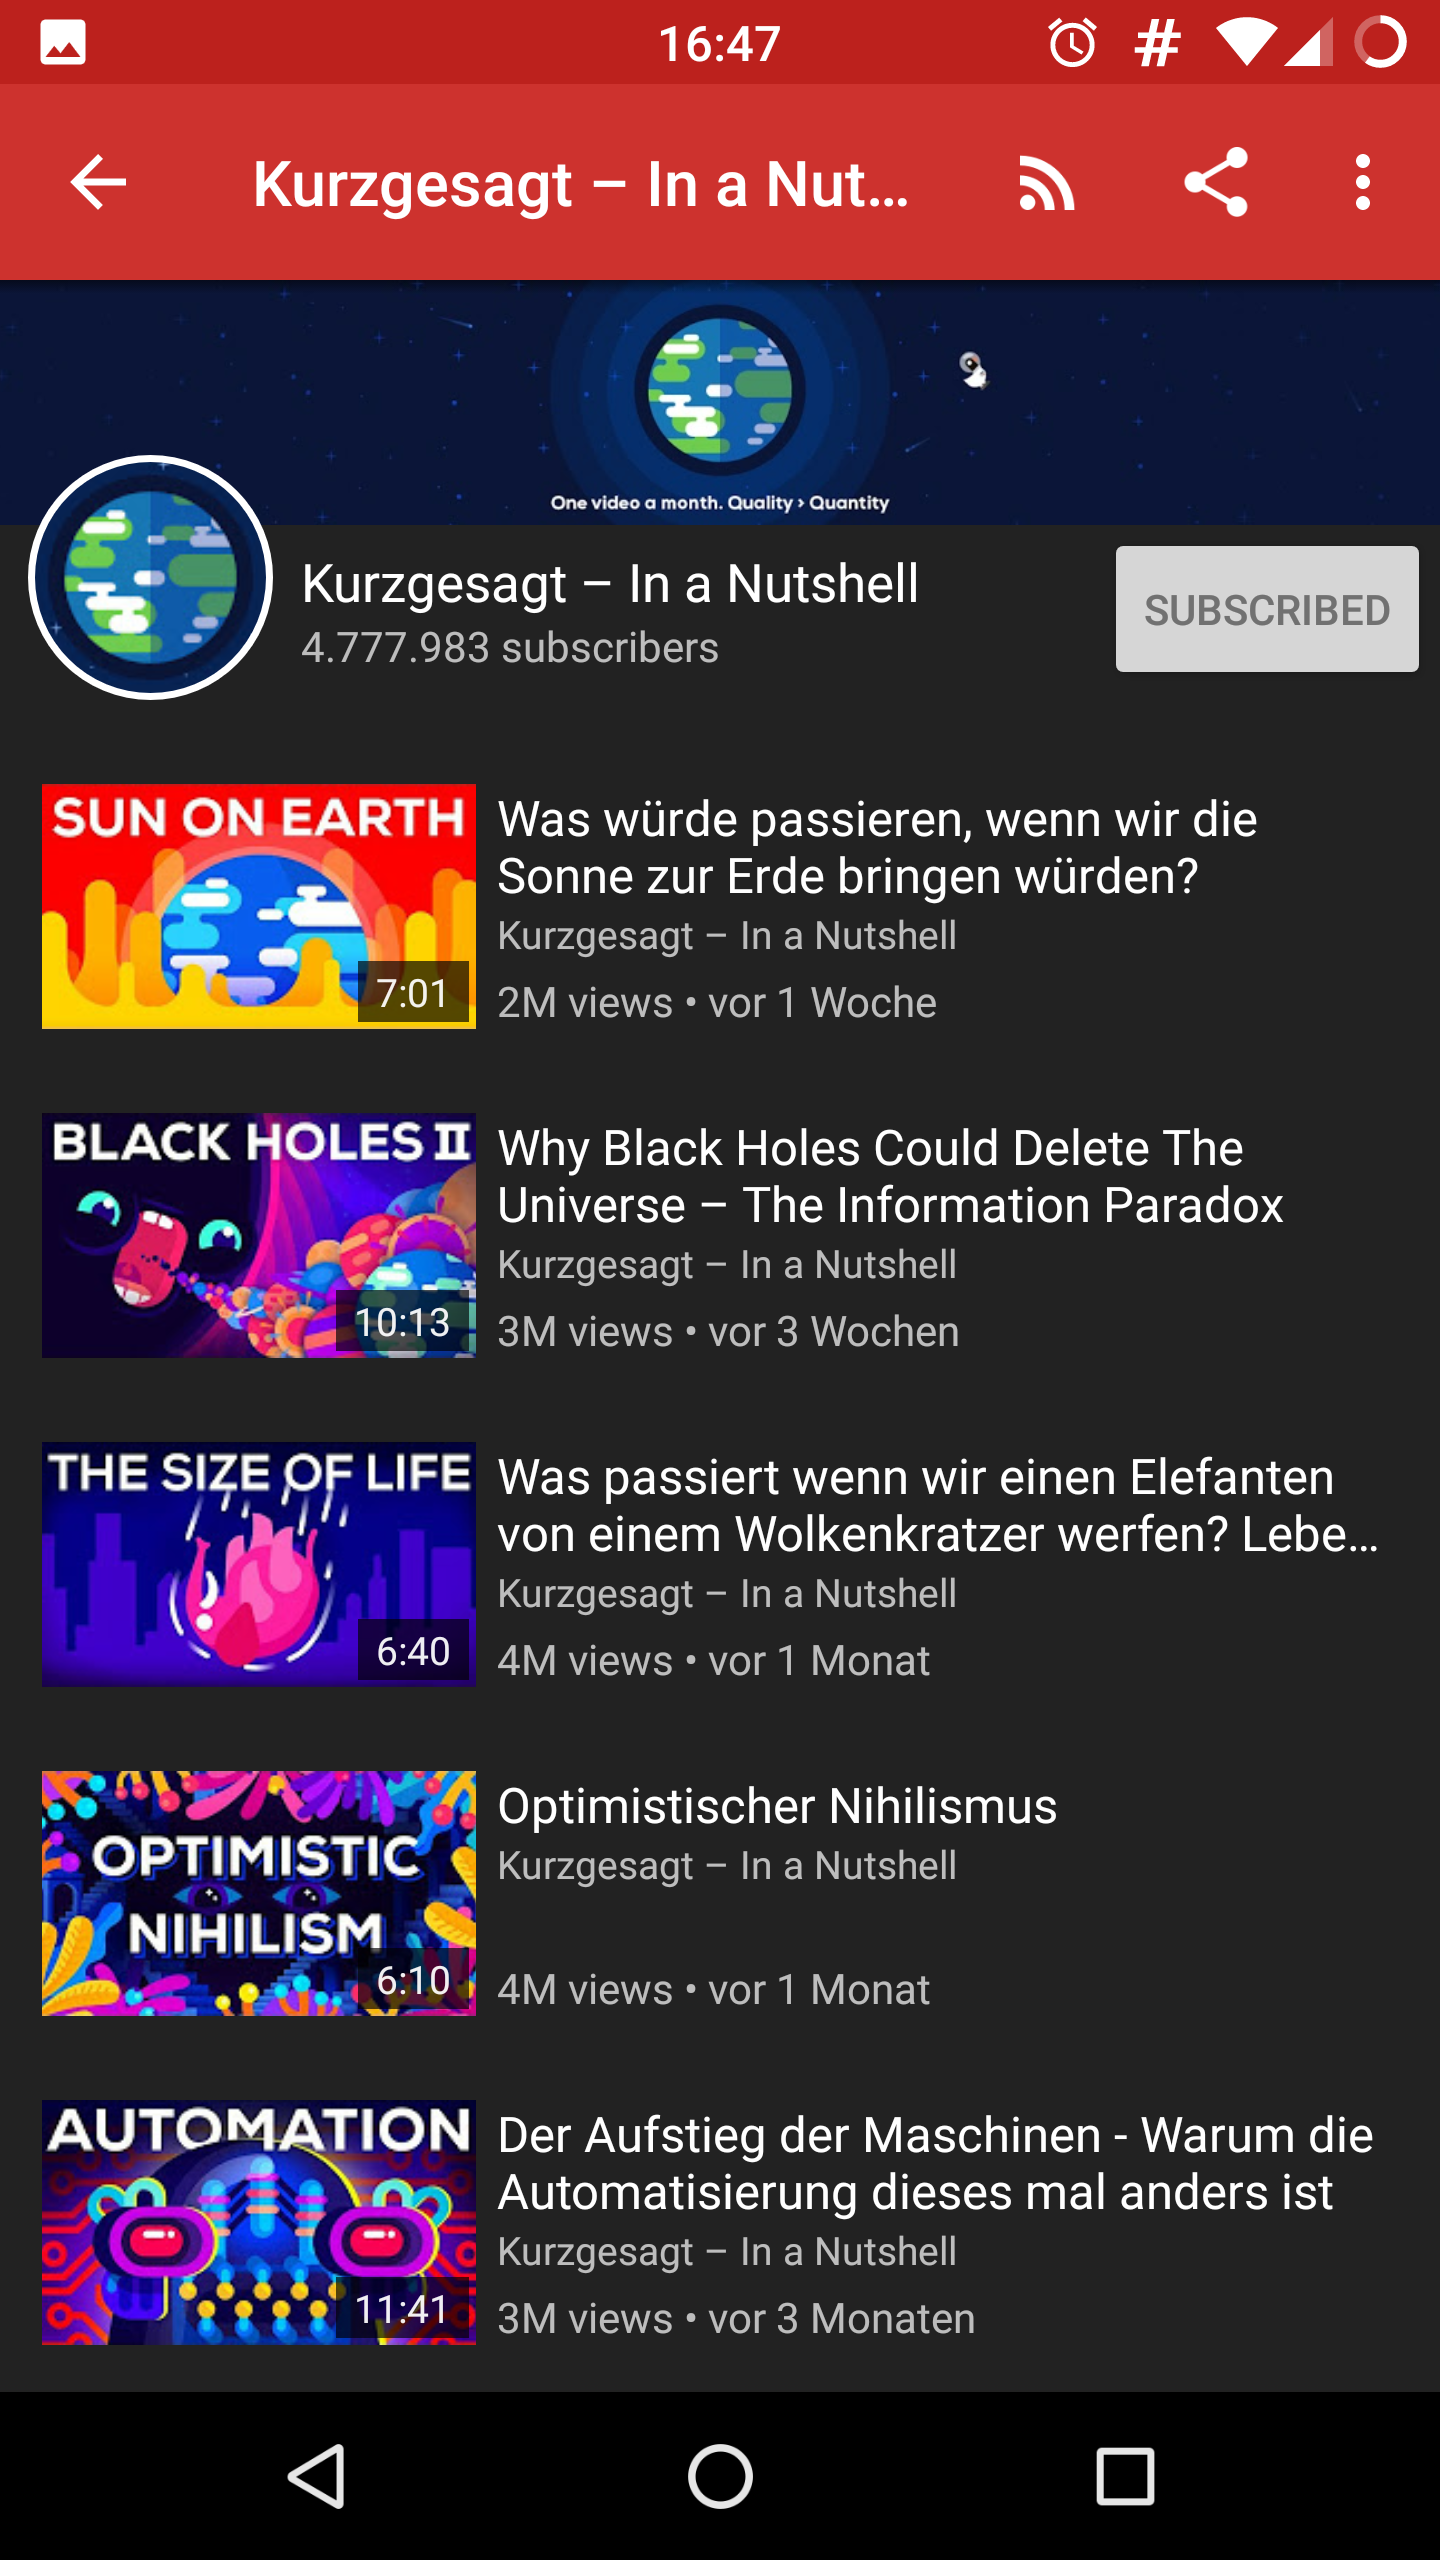 16:47
Kurzgesagt – In a Nut...
One video a month. Quality > Quantity
Kurzgesagt – In a Nutshell
4.777.983 subscribers
SUBSCRIBED
SUN ON EARTH
7:01
Was würde passieren, wenn wir die
Sonne zur Erde bringen würden?
Kurzgesagt – In a Nutshell
2M views • vor 1 Woche
BLACK HOLES II
10:13
Why Black Holes Could Delete The
Universe – The Information Paradox
Kurzgesagt – In a Nutshell
3M views • vor 3 Wochen
THE SIZE OF LIFE
6:40
Was passiert wenn wir einen Elefanten
von einem Wolkenkratzer werfen? Lebe...
Kurzgesagt – In a Nutshell
4M views • vor 1 Monat
OPTIMISTIC
NIHILISM
6:10
Optimistischer Nihilismus
Kurzgesagt – In a Nutshell
4M views • vor 1 Monat
AUTOMATION
11:41
Der Aufstieg der Maschinen - Warum die
Automatisierung dieses mal anders ist
Kurzgesagt – In a Nutshell
3M views • vor 3 Monaten